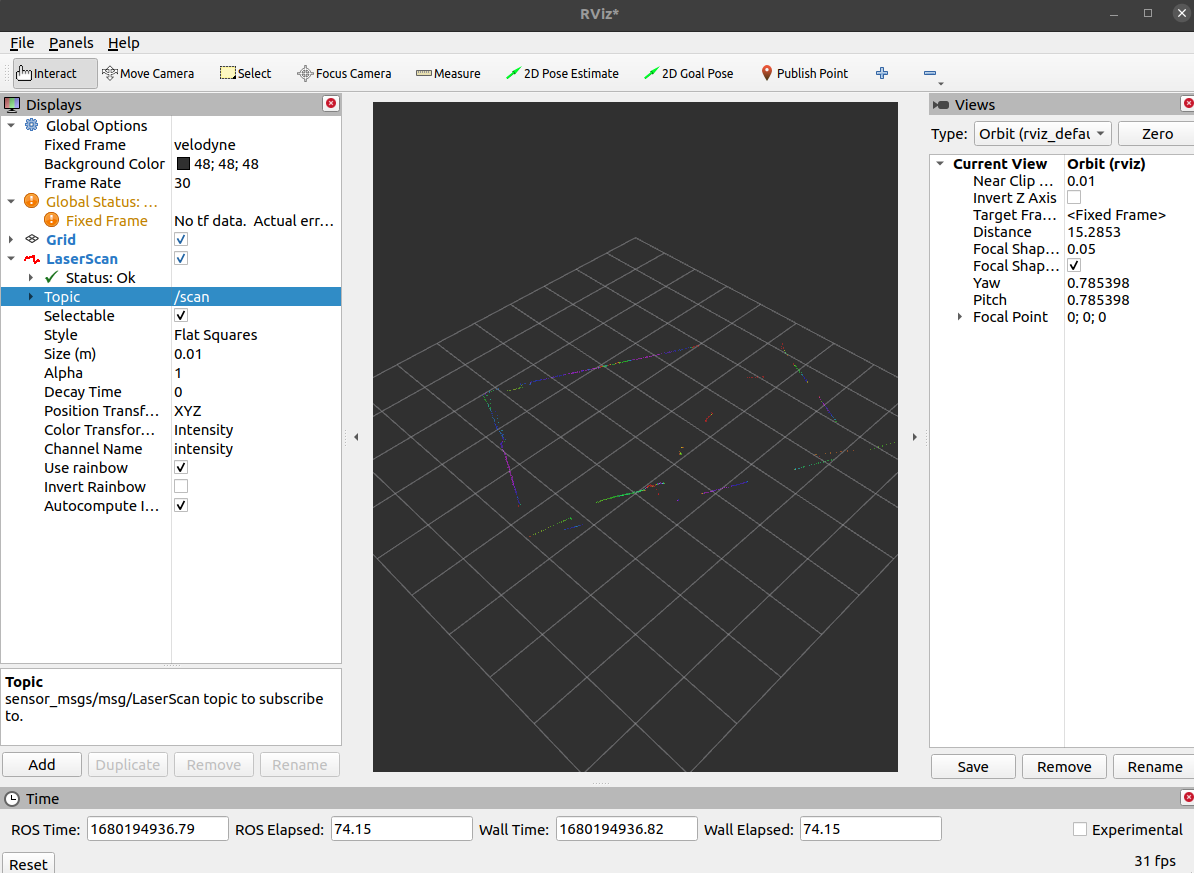 RViz*
File Panels Help
Interact Move Camera Select Focus Camera Measure 2D Pose Estimate 2D Goal Pose Publish Point
Displays
Global Options
Fixed Frame velodyne
Background Color 48; 48; 48
Frame Rate 30
Global Status: ...
Fixed Frame No tf data. Actual err...
Grid
LaserScan
Status: Ok
Topic /scan
Selectable
Style Flat Squares
Size (m) 0.01
Alpha 1
Decay Time 0
Position Transf... XYZ
Color Transfor... Intensity
Channel Name intensity
Use rainbow
Invert Rainbow
Autocompute I...
Topic
sensor_msgs/msg/LaserScan topic to subscribe
to.
Add Duplicate Remove Rename
Views
Type: Orbit (rviz_defau Zero
Current View Orbit (rviz)
Near Clip ... 0.01
Invert Z Axis
Target Fra... <Fixed Frame>
Distance 15.2853
Focal Shap... 0.05
Focal Shap...
Yaw 0.785398
Pitch 0.785398
Focal Point 0; 0; 0
Save Remove Rename
Time
ROS Time: 1680194936.79 ROS Elapsed: 74.15 Wall Time: 1680194936.82 Wall Elapsed: 74.15 Experimental
Reset 31 fps